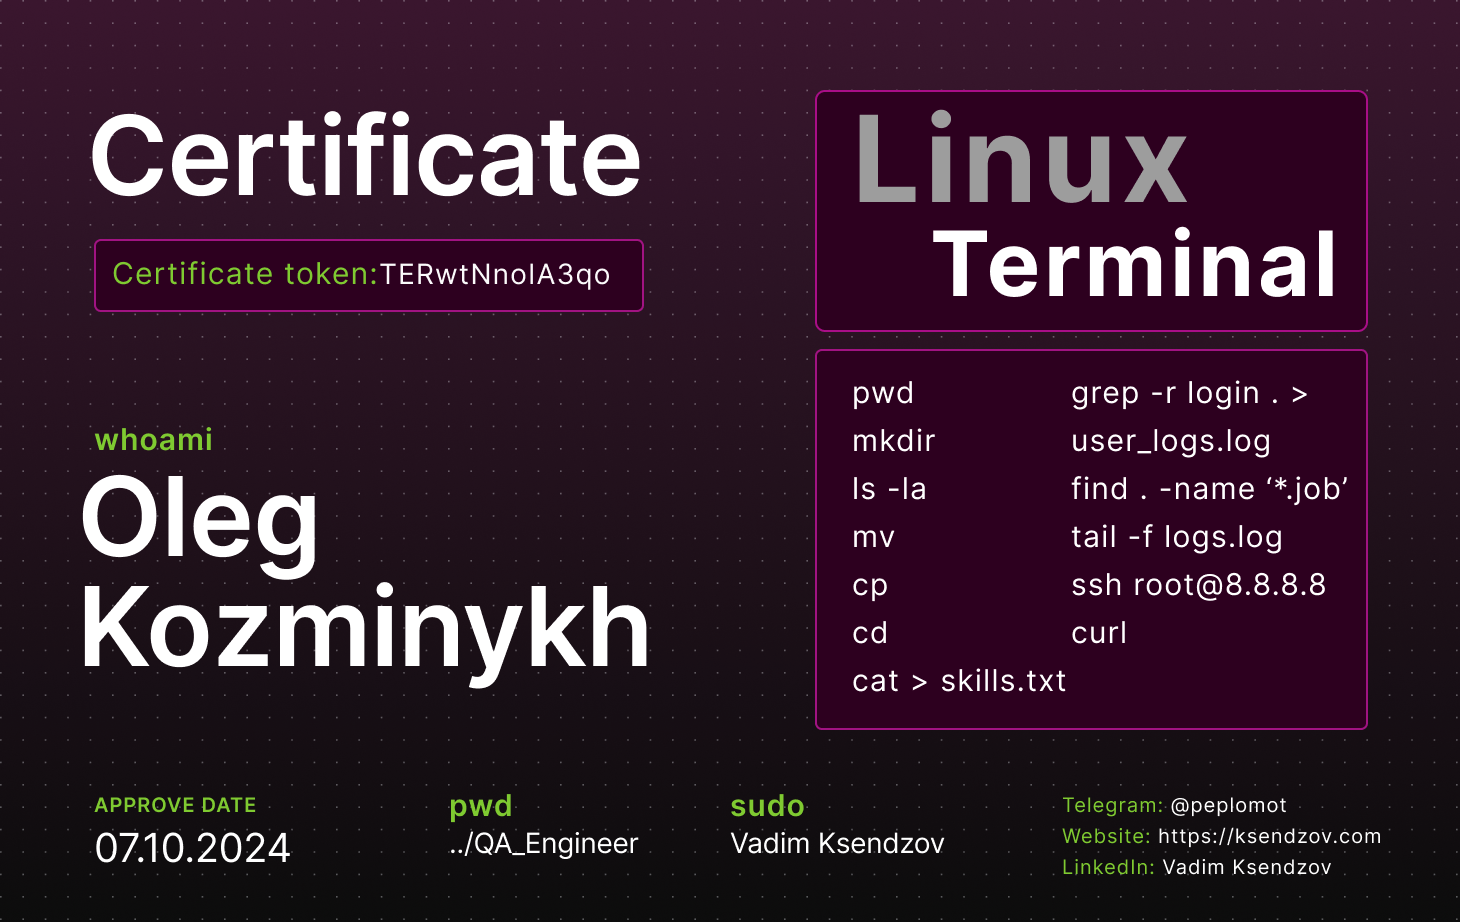 Certificate
Certificate token:TERwtNnoIA3qo
whoami
Oleg
Kozminykh
Linux
Terminal
pwd
mkdir
ls -la
mv
cp
cd
cat > skills.txt
grep -r login . >
user_logs.log
find . -name ‘*.job’
tail -f logs.log
ssh root@8.8.8.8
curl
APPROVE DATE
07.10.2024
pwd
../QA_Engineer
sudo
Vadim Ksendzov
Telegram: @peplomot
Website: https://ksendzov.com
LinkedIn: Vadim Ksendzov